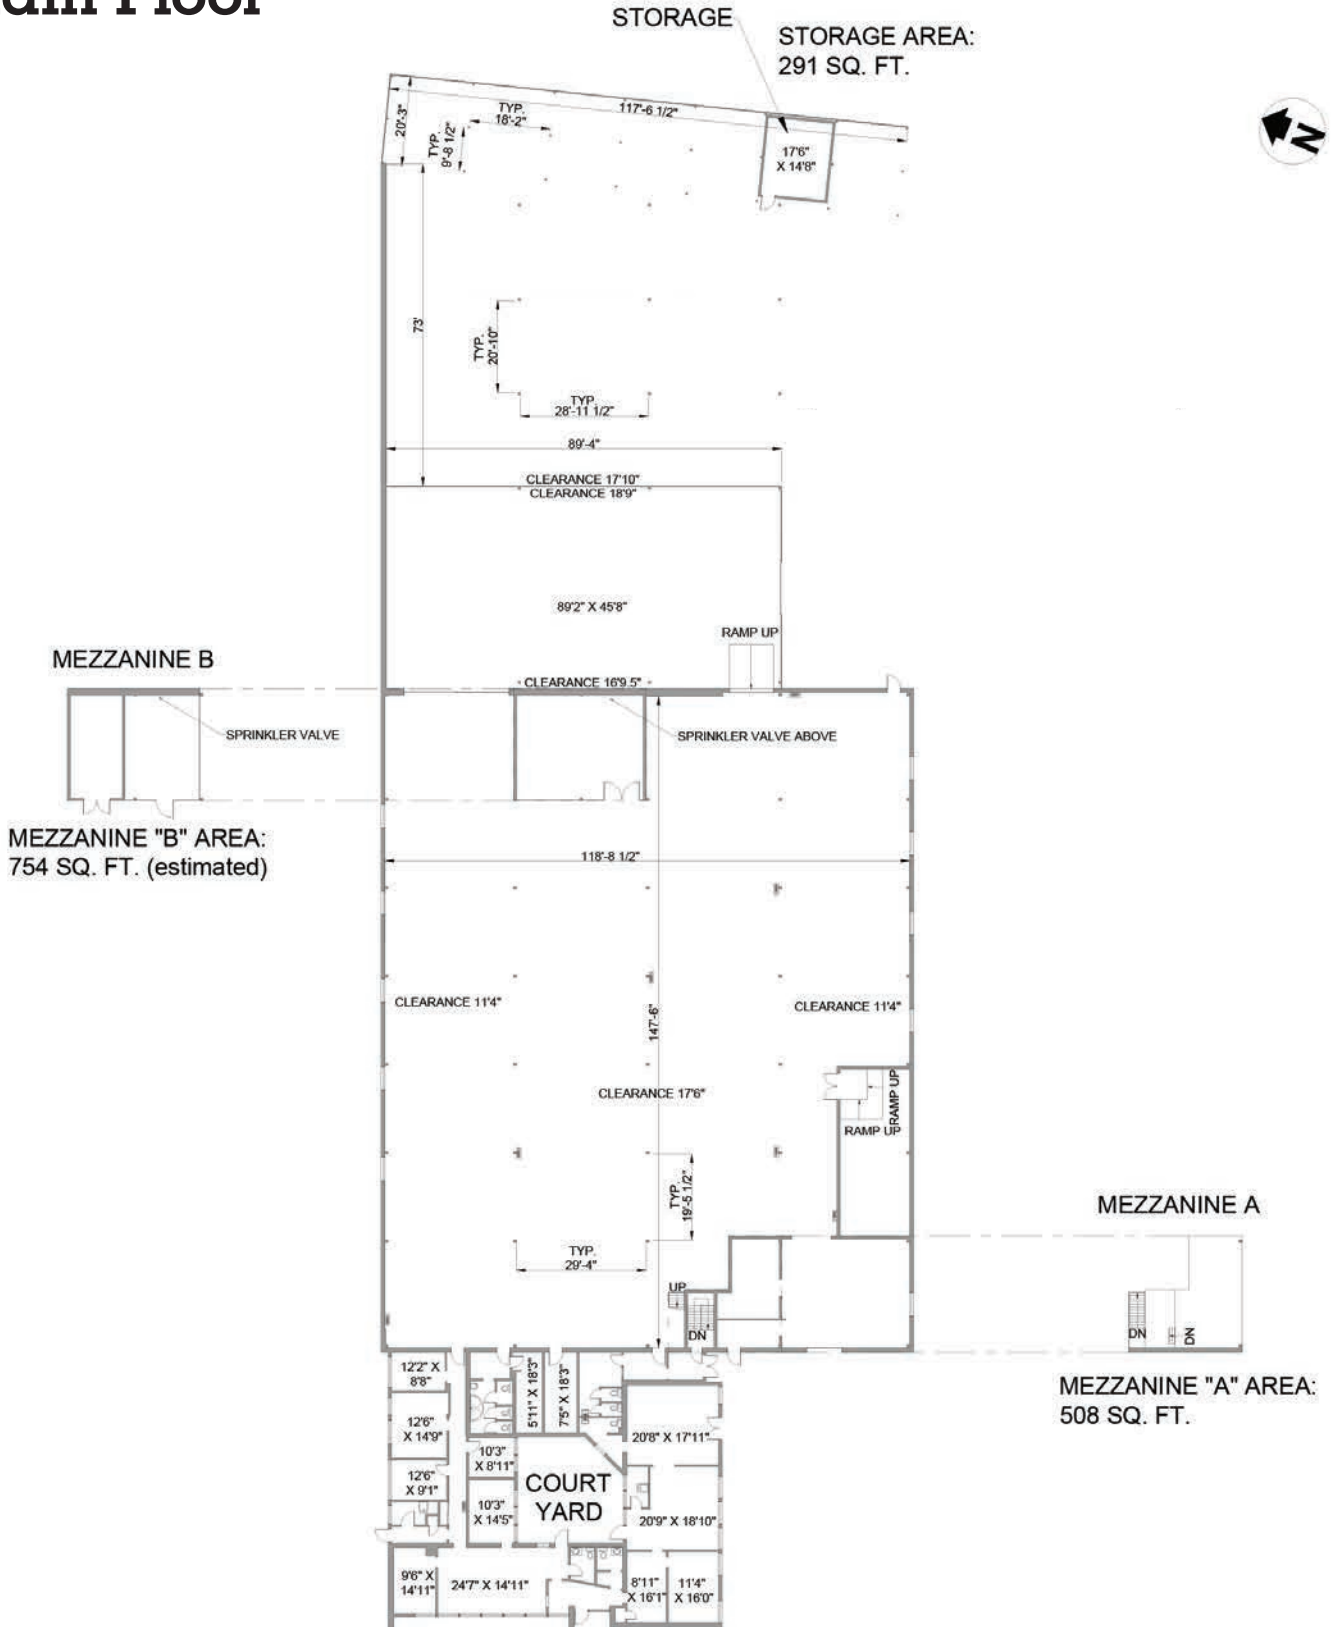 Floor
STORAGE
STORAGE AREA:
291 SQ. FT.
N
117'-6 1/2"
20'-3"
TYP.
18'-2"
TYP.
9'-8 1/2"
17'6"
X 14'8"
73'
TYP.
20'-10"
TYP.
28'-11 1/2"
89'-4"
CLEARANCE 17'10"
CLEARANCE 18'9"
89'2" X 45'8"
RAMP UP
MEZZANINE B
CLEARANCE 16'9.5"
SPRINKLER VALVE
SPRINKLER VALVE ABOVE
MEZZANINE "B" AREA:
754 SQ. FT. (estimated)
118'-8 1/2"
CLEARANCE 11'4"
CLEARANCE 11'4"
147'-6"
CLEARANCE 17'6"
RAMP UP
RAMP UP
TYP.
19'-5 1/2"
MEZZANINE A
TYP.
29'-4"
UP
DN
DN
DN
MEZZANINE "A" AREA:
508 SQ. FT.
12'2" X
8'8"
5'11" X 18'3"
7'5" X 18'3"
12'6"
X 14'9"
20'8" X 17'11"
10'3"
X 8'11"
12'6"
X 9'1"
COURT
YARD
10'3"
X 14'5"
20'9" X 18'10"
9'6" X
14'11"
24'7" X 14'11"
8'11"
X 16'1"
11'4"
X 16'0"